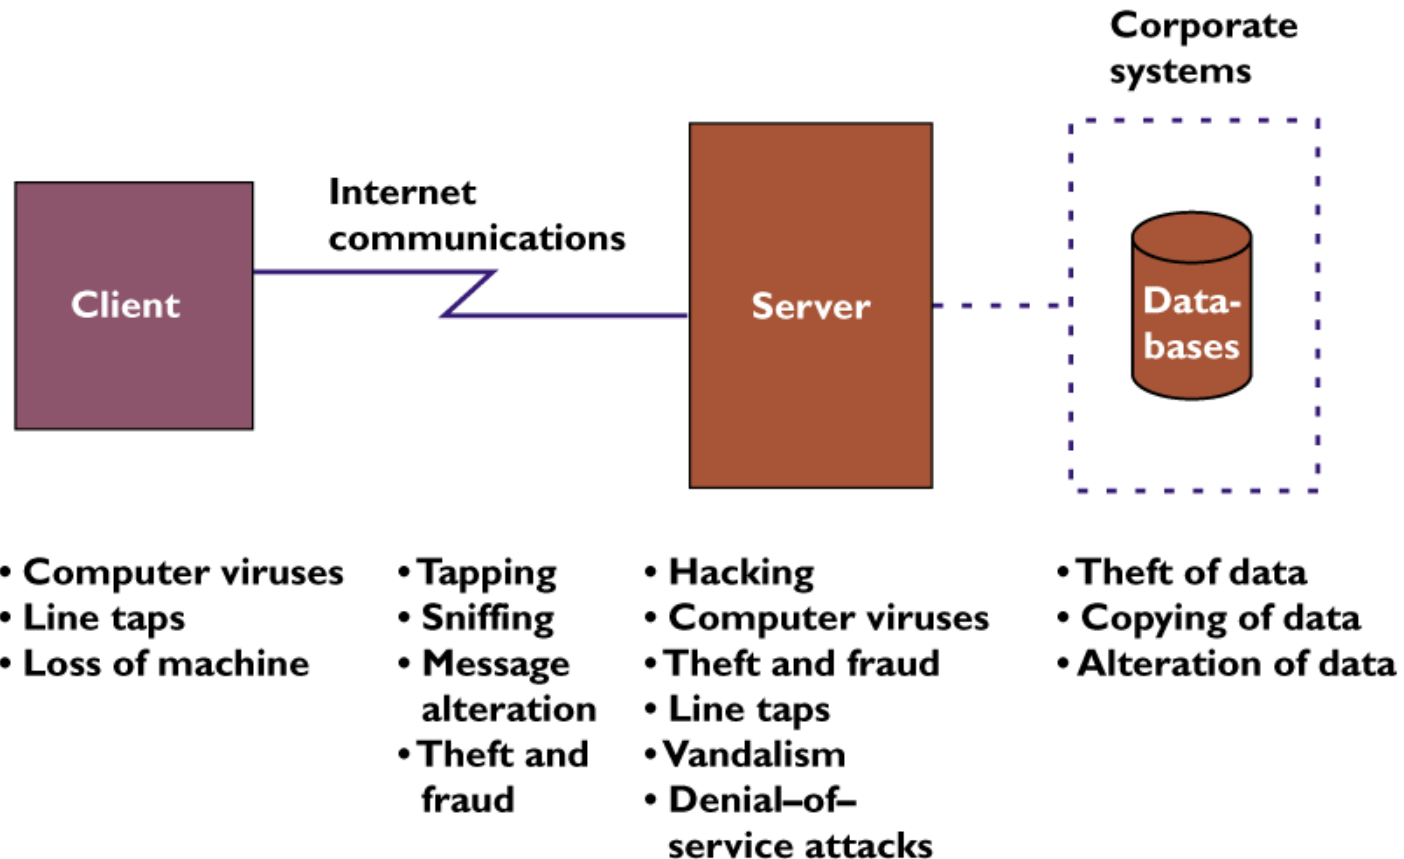 Corporate
systems
Internet
communications
Client
Server
Data-
bases
• Computer viruses
• Line taps
• Loss of machine
• Tapping
• Sniffing
• Message
alteration
• Theft and
fraud
• Hacking
• Computer viruses
• Theft and fraud
• Line taps
• Vandalism
• Denial–of–
service attacks
• Theft of data
• Copying of data
• Alteration of data